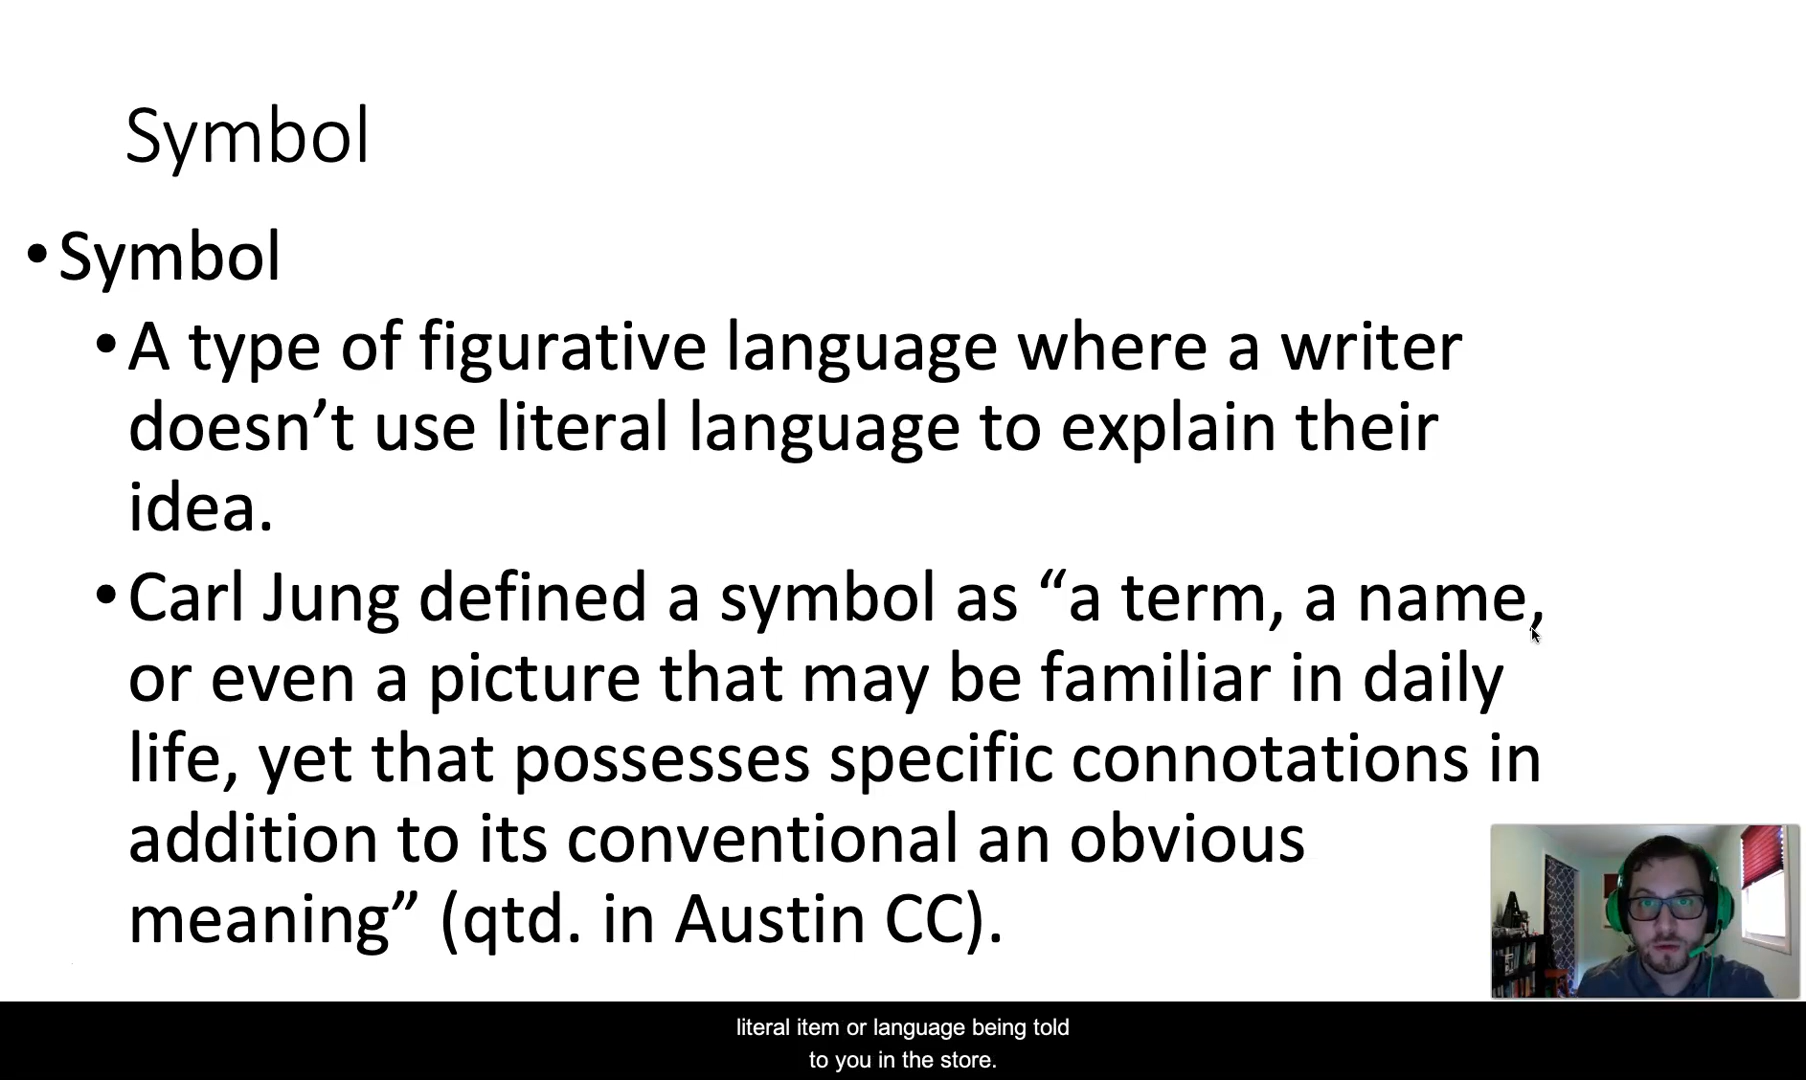 Symbol
• Symbol
• A type of figurative language where a writer
doesn’t use literal language to explain their
idea.
• Carl Jung defined a symbol as “a term, a name,
or even a picture that may be familiar in daily
life, yet that possesses specific connotations in
addition to its conventional an obvious
meaning” (qtd. in Austin CC).
literal item or language being told
to you in the store.